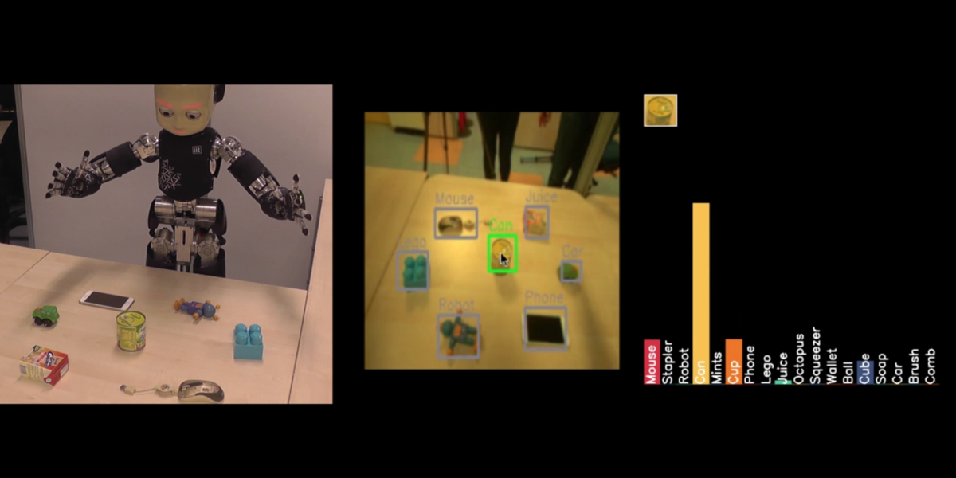 Mouse
Juice
Can
Lego
Car
Robot
Phone
Mouse
Stapler
Robot
Can
Mints
Cup
Phone
Lego
Juice
Octopus
Squeezer
Wallet
Ball
Cube
Soap
Car
Brush
Comb